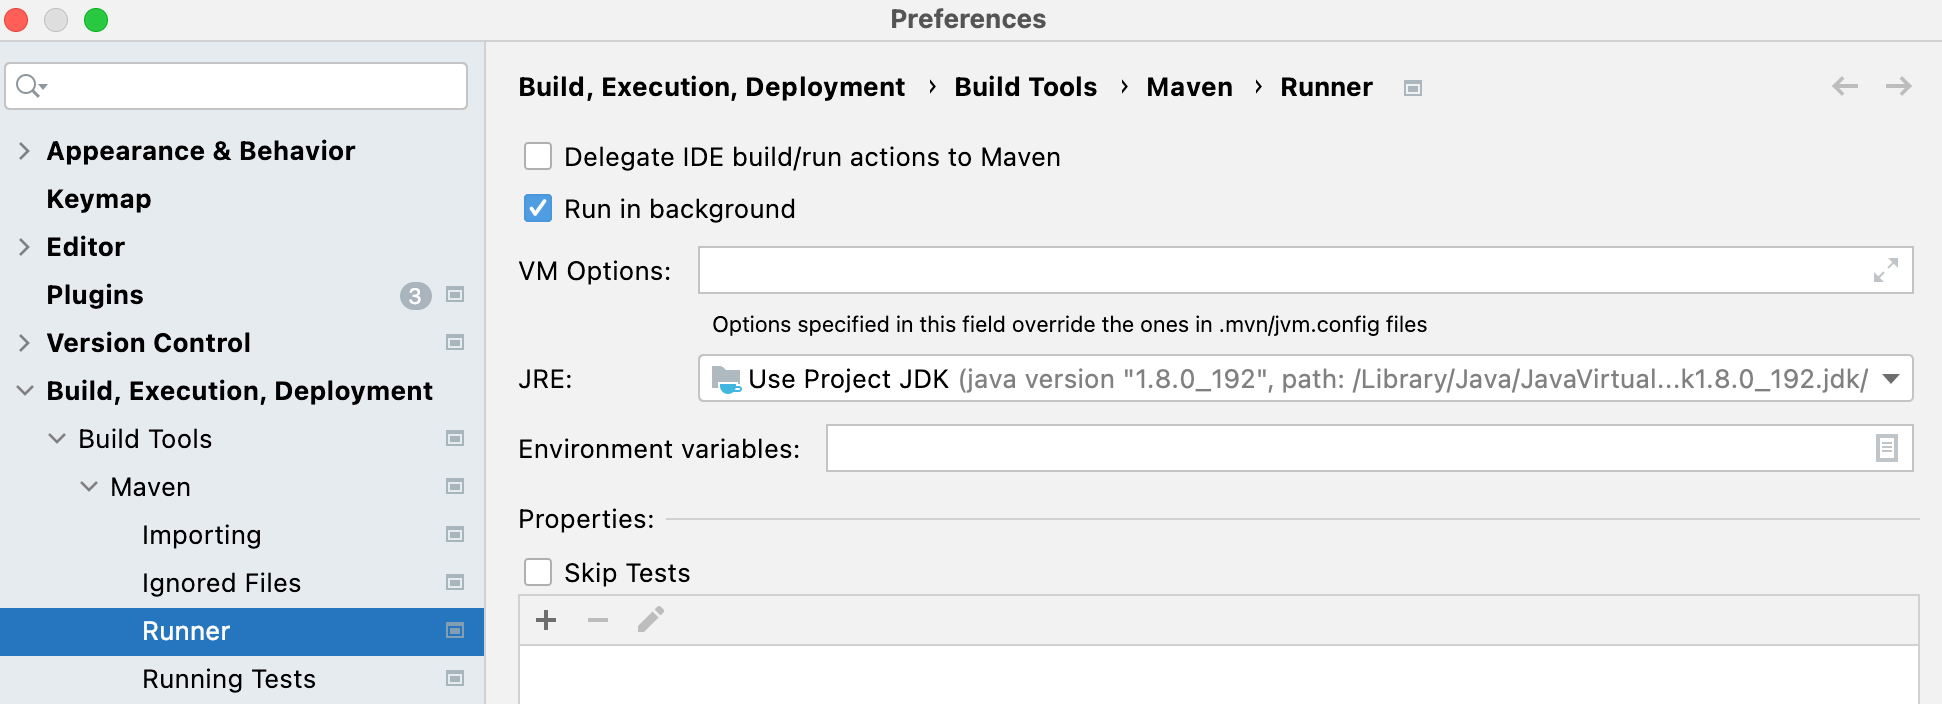 Preferences
Build, Execution, Deployment › Build Tools › Maven › Runner
Appearance & Behavior
Keymap
Editor
Plugins 3
Version Control
Build, Execution, Deployment
Build Tools
Maven
Importing
Ignored Files
Runner
Running Tests
Delegate IDE build/run actions to Maven
Run in background
VM Options:
Options specified in this field override the ones in .mvn/jvm.config files
JRE: Use Project JDK (java version "1.8.0_192", path: /Library/Java/JavaVirtual...k1.8.0_192.jdk/
Environment variables:
Properties:
Skip Tests